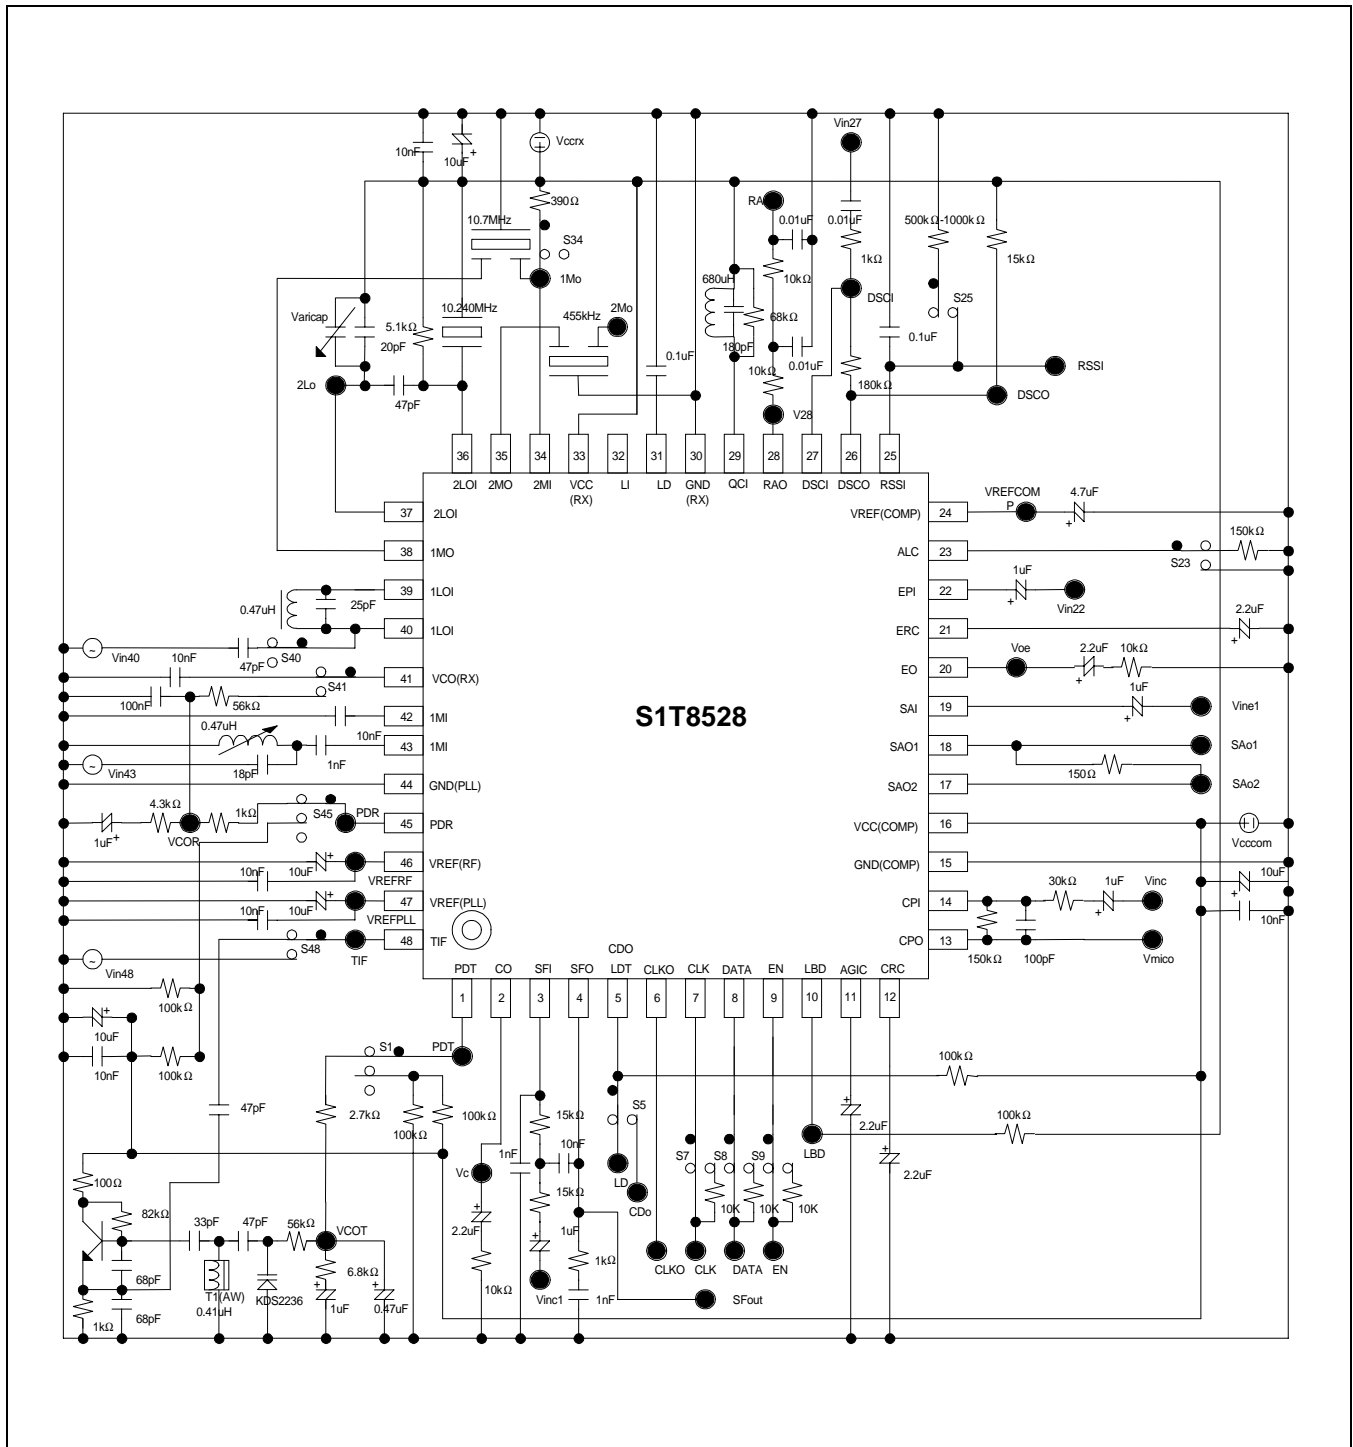 Vccrx
10nF
10uF
+
Vin27
390Ω
10.7MHz
S34
1Mo
RA
0.01uF
0.01uF
500kΩ-1000kΩ
1kΩ
15kΩ
10kΩ
680uH
DSCI
S25
Varicap
5.1kΩ
20pF
10.240MHz
455kHz
2Mo
68kΩ
180pF
0.1uF
0.01uF
0.1uF
10kΩ
180kΩ
RSSI
2Lo
47pF
V28
DSCO
36
35
34
33
32
31
30
29
28
27
26
25
2LOI
2MO
2MI
VCC
(RX)
LI
LD
GND
(RX)
QCI
RAO
DSCI
DSCO
RSSI
37 2LOI
38 1MO
39 1LOI
40 1LOI
41 VCO(RX)
42 1MI
43 1MI
44 GND(PLL)
45 PDR
46 VREF(RF)
47 VREF(PLL)
48 TIF
S1T8528
VREF(COMP) 24
ALC 23
EPI 22
ERC 21
EO 20
SAI 19
SAO1 18
SAO2 17
VCC(COMP) 16
GND(COMP) 15
CPI 14
CPO 13
0.47uH
25pF
Vin40
47pF
S40
10nF
S41
100nF
56kΩ
0.47uH
10nF
1nF
Vin43
18pF
4.3kΩ
1kΩ
S45
PDR
1uF
+
VCOR
10uF
+
10nF
VREFRF
10uF
+
10nF
VREFPLL
S48
TIF
Vin48
100kΩ
10uF
+
10nF
100kΩ
VREFCOM
P
4.7uF
+
150kΩ
S23
1uF
+
Vin22
2.2uF
+
Voe
2.2uF
+
10kΩ
1uF
+
Vine1
SAo1
150Ω
SAo2
Vcccom
10uF
+
10nF
30kΩ
1uF
+
Vinc
150kΩ
100pF
Vmico
PDT
CO
SFI
SFO
CDO
LDT
CLKO
CLK
DATA
EN
LBD
AGIC
CRC
1
2
3
4
5
6
7
8
9
10
11
12
S1
PDT
47pF
2.7kΩ
100kΩ
100kΩ
15kΩ
1nF
10nF
S5
100kΩ
100kΩ
2.2uF
+
LBD
2.2uF
+
Vc
+
2.2uF
10kΩ
15kΩ
1uF
+
LD
CDo
S7
S8
S9
10K
10K
10K
100Ω
82kΩ
33pF
47pF
56kΩ
VCOT
1kΩ
CLKO
CLK
DATA
EN
68pF
T1(AW)
0.41uH
KDS2236
6.8kΩ
+
1uF
+
0.47uF
Vinc1
1nF
SFout
1kΩ
68pF